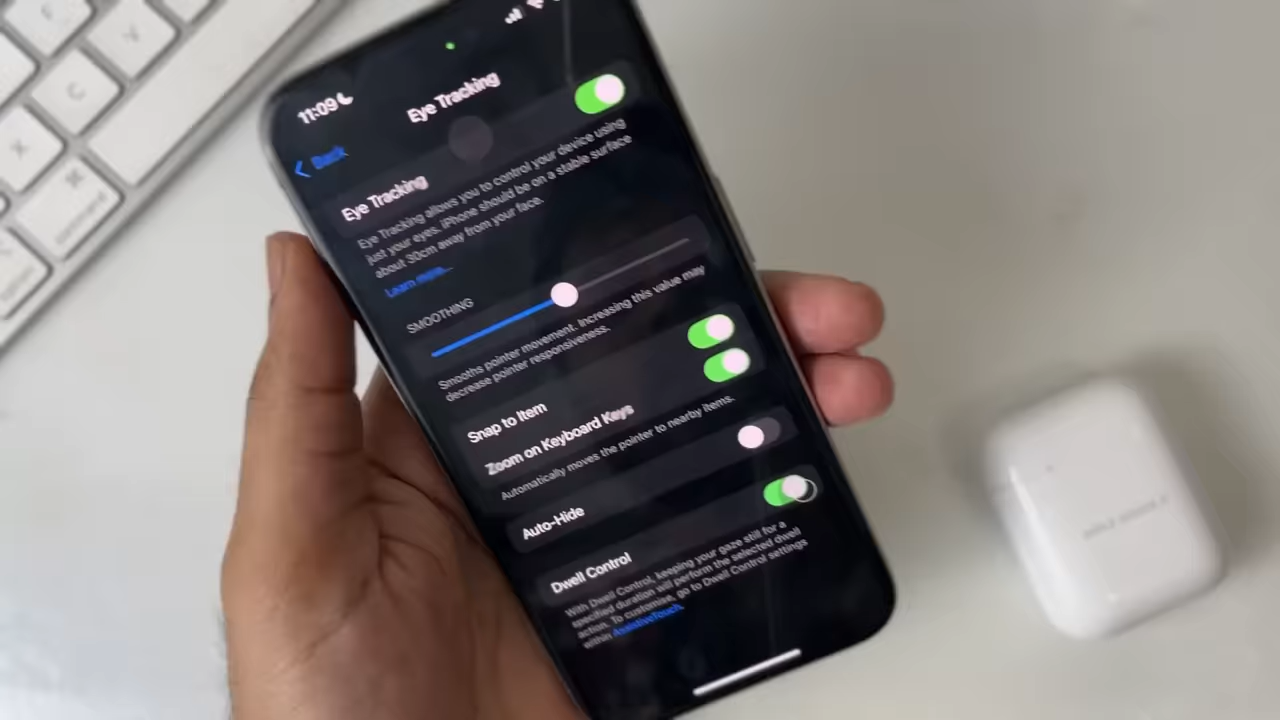 11:09
Back
Eye Tracking
Eye Tracking
Eye Tracking allows you to control your device using
just your eyes. iPhone should be on a stable surface
about 30cm away from your face.
Learn more...
SMOOTHING
Smooths pointer movement. Increasing this value may
decrease pointer responsiveness.
Snap to Item
Zoom on Keyboard Keys
Automatically moves the pointer to nearby items.
Auto-Hide
Dwell Control
With Dwell Control, keeping your gaze still for a
specified duration will perform the selected dwell
action. To customise, go to Dwell Control settings
within AssistiveTouch.
V
C
X
command